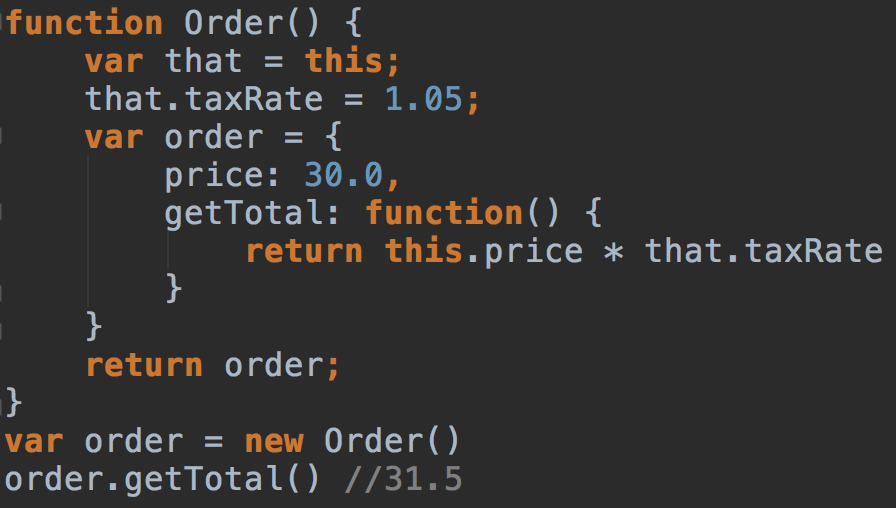 function Order() {
    var that = this;
    that.taxRate = 1.05;
    var order = {
        price: 30.0,
        getTotal: function() {
            return this.price * that.taxRate
        }
    }
    return order;
}
var order = new Order()
order.getTotal() //31.5